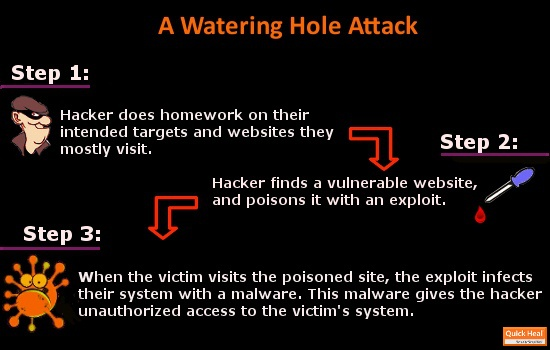 A Watering Hole Attack
Step 1:
Hacker does homework on their
intended targets and websites they
mostly visit.
Step 2:
Hacker finds a vulnerable website,
and poisons it with an exploit.
Step 3:
When the victim visits the poisoned site, the exploit infects
their system with a malware. This malware gives the hacker
unauthorized access to the victim's system.
Quick Heal